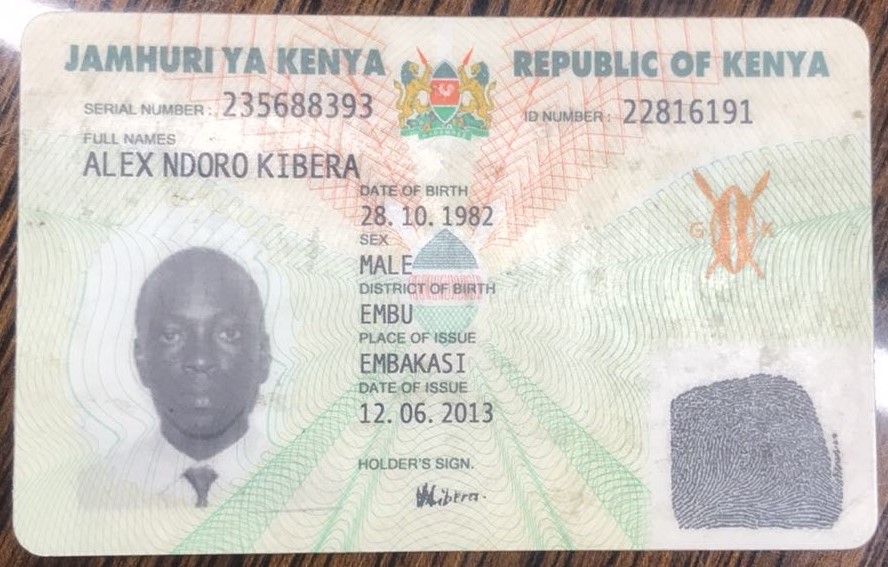 JAMHURI YA KENYA
REPUBLIC OF KENYA
SERIAL NUMBER: 235688393
ID NUMBER: 22816191
FULL NAMES
ALEX NDORO KIBERA
DATE OF BIRTH
28.10.1982
SEX
MALE
DISTRICT OF BIRTH
EMBU
PLACE OF ISSUE
EMBAKASI
DATE OF ISSUE
12.06.2013
HOLDER'S SIGN.
G K